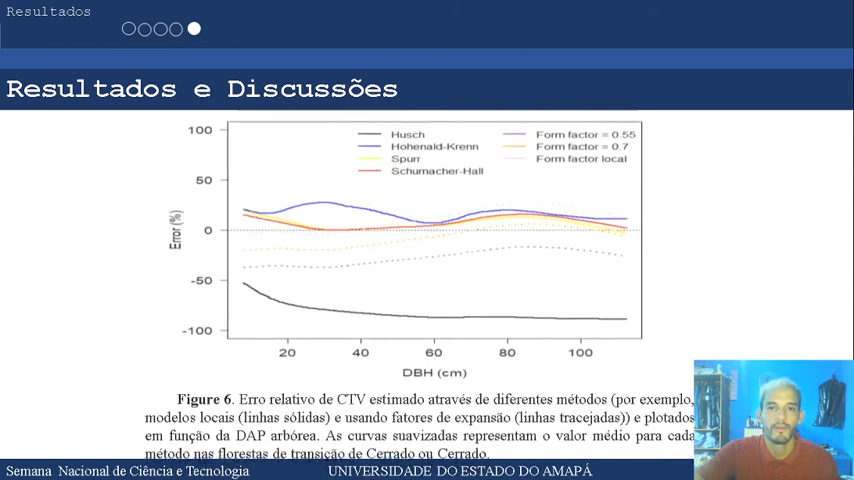 Resultados
Resultados e Discussões
100
50
0
-50
-100
Error (%)
Husch
Hohenald-Krenn
Spurr
Schumacher-Hall
Form factor = 0.55
Form factor = 0.7
Form factor local
20
40
60
80
100
DBH (cm)
Figure 6. Erro relativo de CTV estimado através de diferentes métodos (por exemplo,
modelos locais (linhas sólidas) e usando fatores de expansão (linhas tracejadas)) e plotados
em função da DAP arbórea. As curvas suavizadas representam o valor médio para cada
método nas florestas de transição de Cerrado ou Cerrado.
Semana Nacional de Ciência e Tecnologia
UNIVERSIDADE DO ESTADO DO AMAPÁ